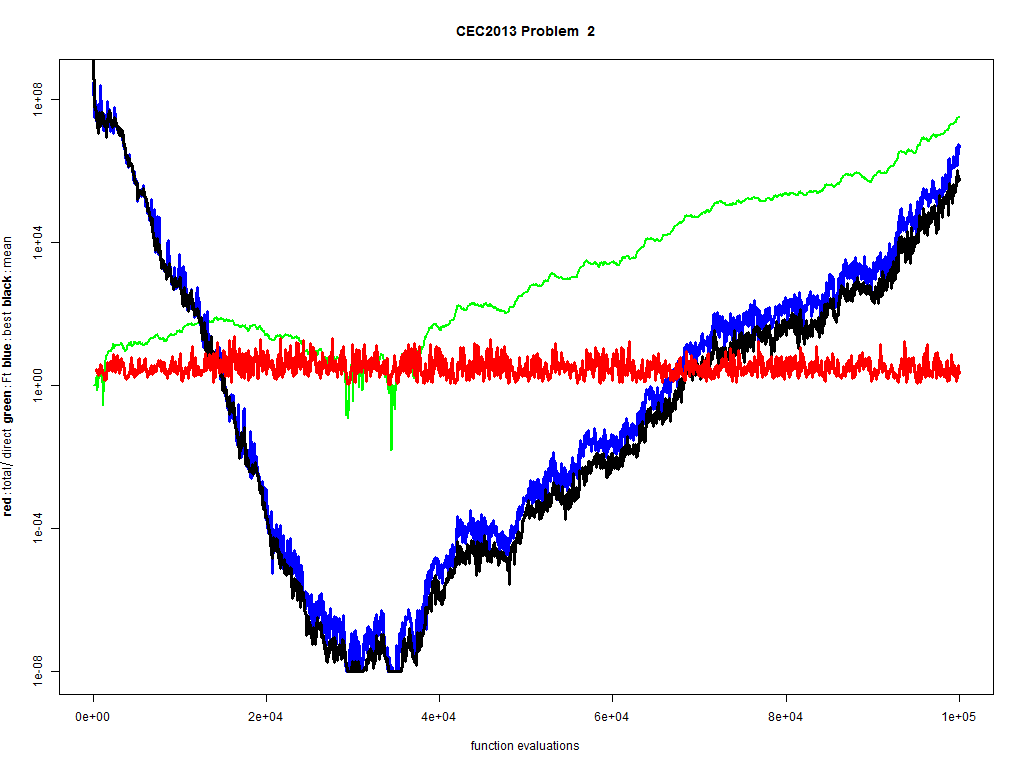 CEC2013 Problem 2
red : total/ direct green : Ft blue : best black : mean
1e+08
1e+04
1e+00
1e-04
1e-08
0e+00 2e+04 4e+04 6e+04 8e+04 1e+05
function evaluations